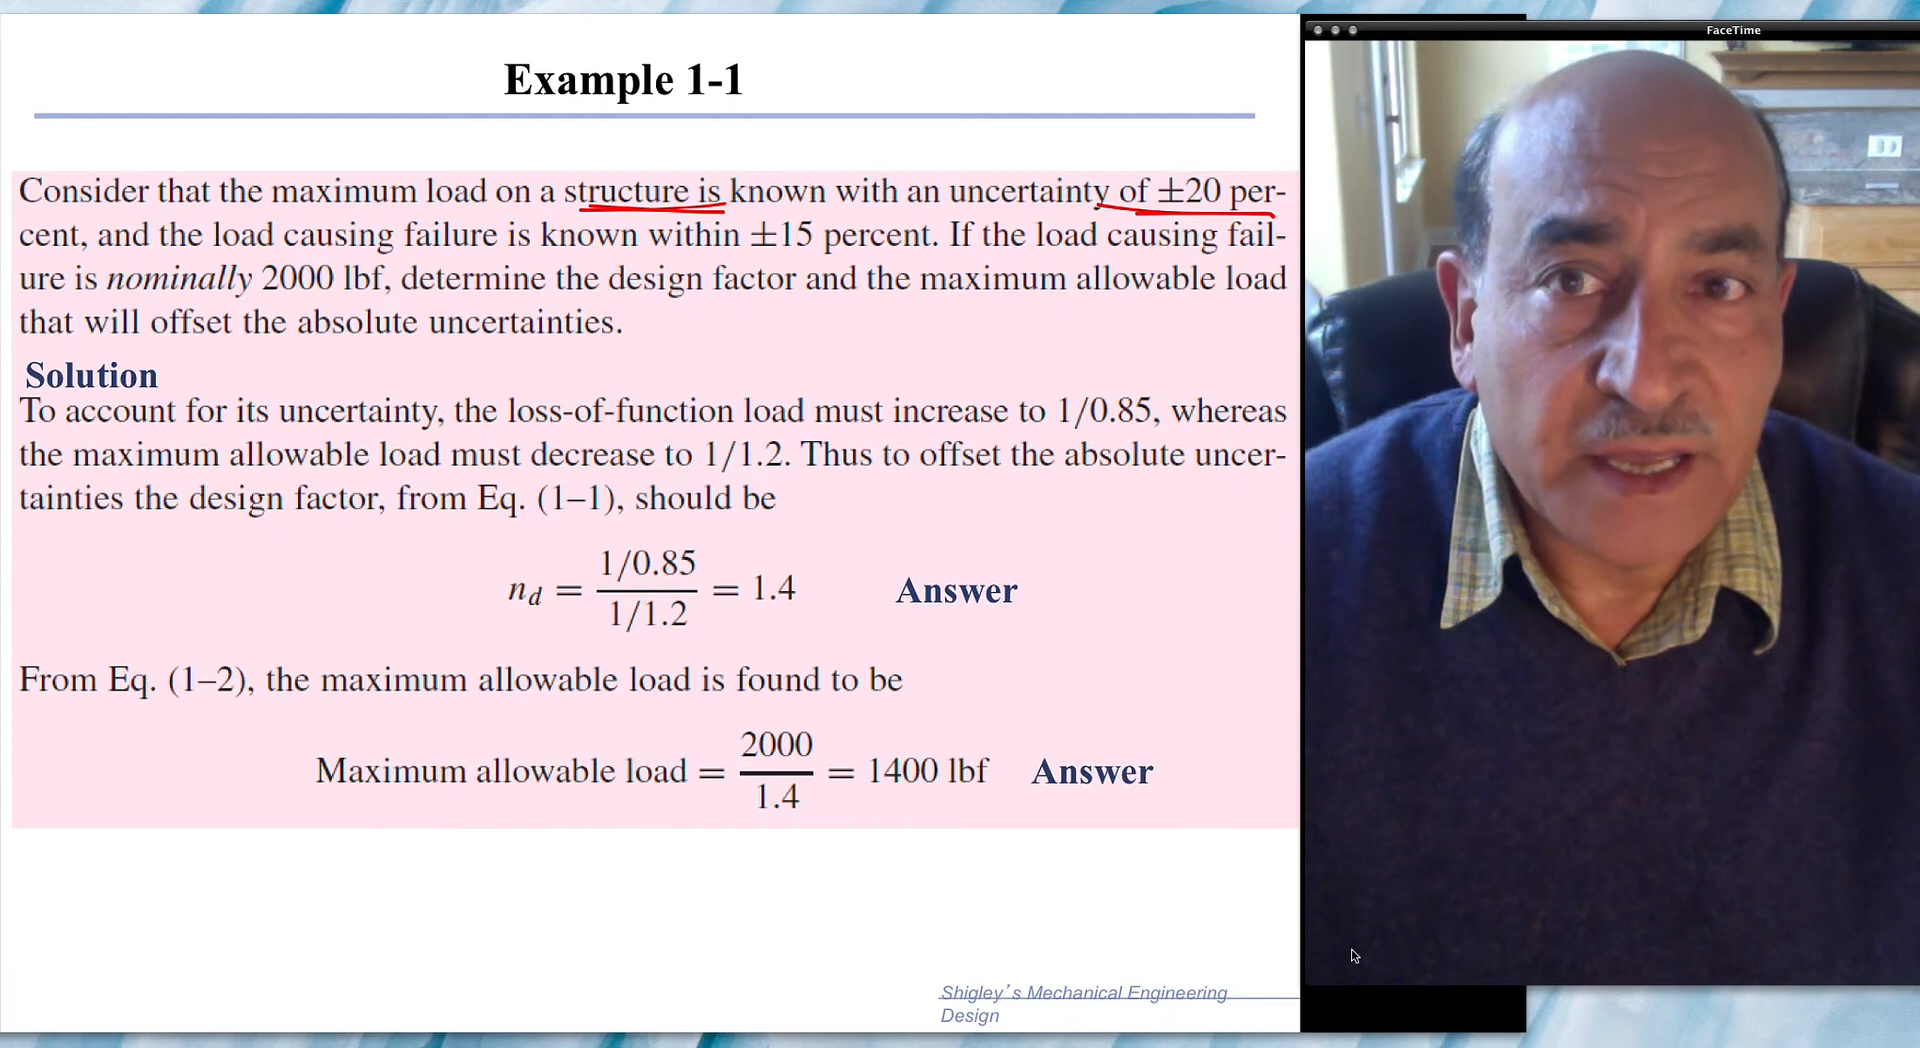 FaceTime
Example 1-1
Consider that the maximum load on a structure is known with an uncertainty of ±20 per-
cent, and the load causing failure is known within ±15 percent. If the load causing fail-
ure is nominally 2000 lbf, determine the design factor and the maximum allowable load
that will offset the absolute uncertainties.
Solution
To account for its uncertainty, the loss-of-function load must increase to 1/0.85, whereas
the maximum allowable load must decrease to 1/1.2. Thus to offset the absolute uncer-
tainties the design factor, from Eq. (1–1), should be
n_d = (1/0.85)/(1/1.2) = 1.4 Answer
From Eq. (1–2), the maximum allowable load is found to be
Maximum allowable load = 2000/1.4 = 1400 lbf Answer
Shigley's Mechanical Engineering
Design